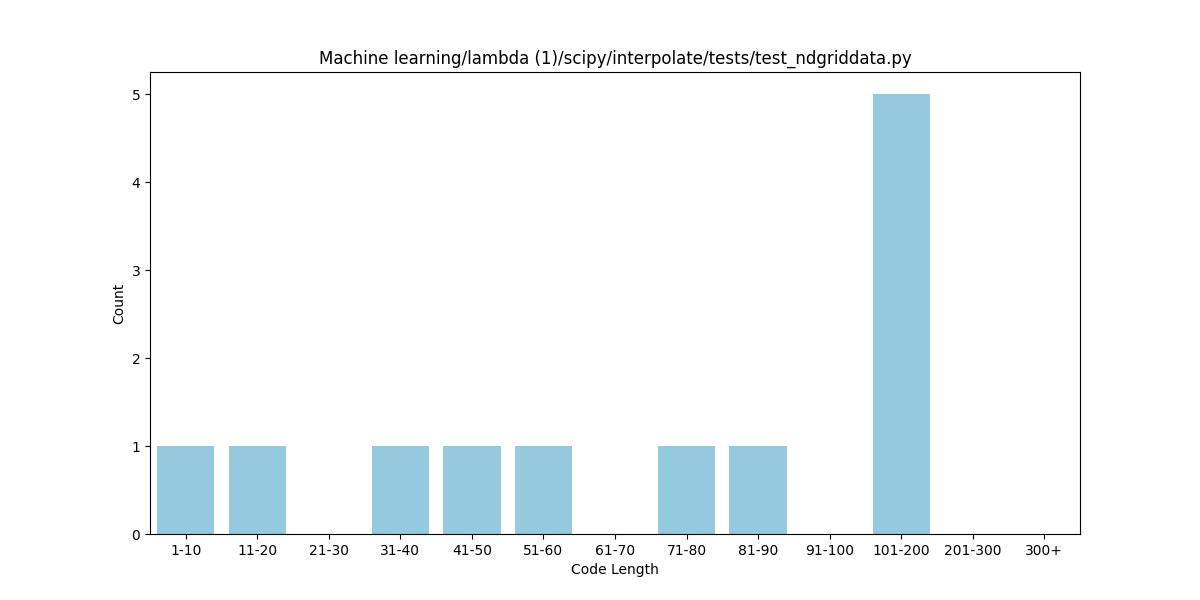 Machine learning/lambda (1)/scipy/interpolate/tests/test_ndgriddata.py
5
4
3
2
1
0
Count
1-10 11-20 21-30 31-40 41-50 51-60 61-70 71-80 81-90 91-100 101-200 201-300 300+
Code Length